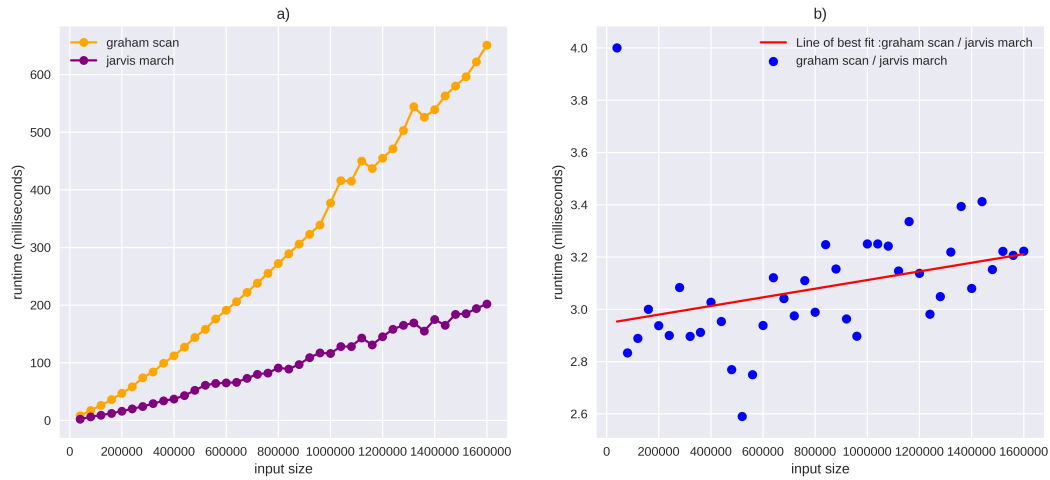 a)
graham scan
jarvis march
600
500
400
300
200
100
0
runtime (milliseconds)
0 200000 400000 600000 800000 1000000 1200000 1400000 1600000
input size
b)
Line of best fit :graham scan / jarvis march
graham scan / jarvis march
4.0
3.8
3.6
3.4
3.2
3.0
2.8
2.6
runtime (milliseconds)
0 200000 400000 600000 800000 1000000 1200000 1400000 1600000
input size